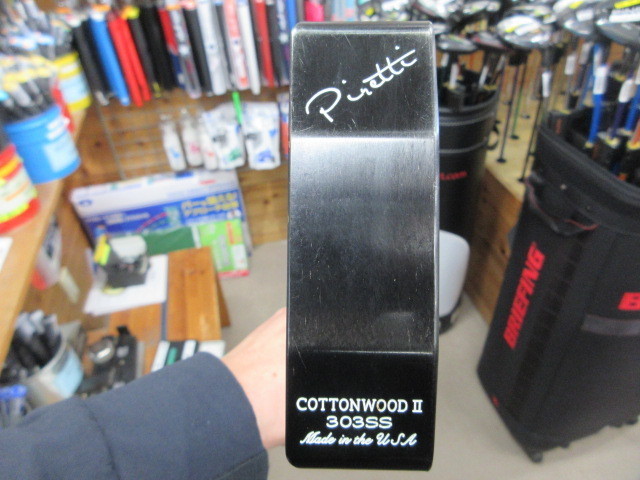 Piretti
COTTONWOOD II
303SS
Made in the U.S.A
BRIEFING